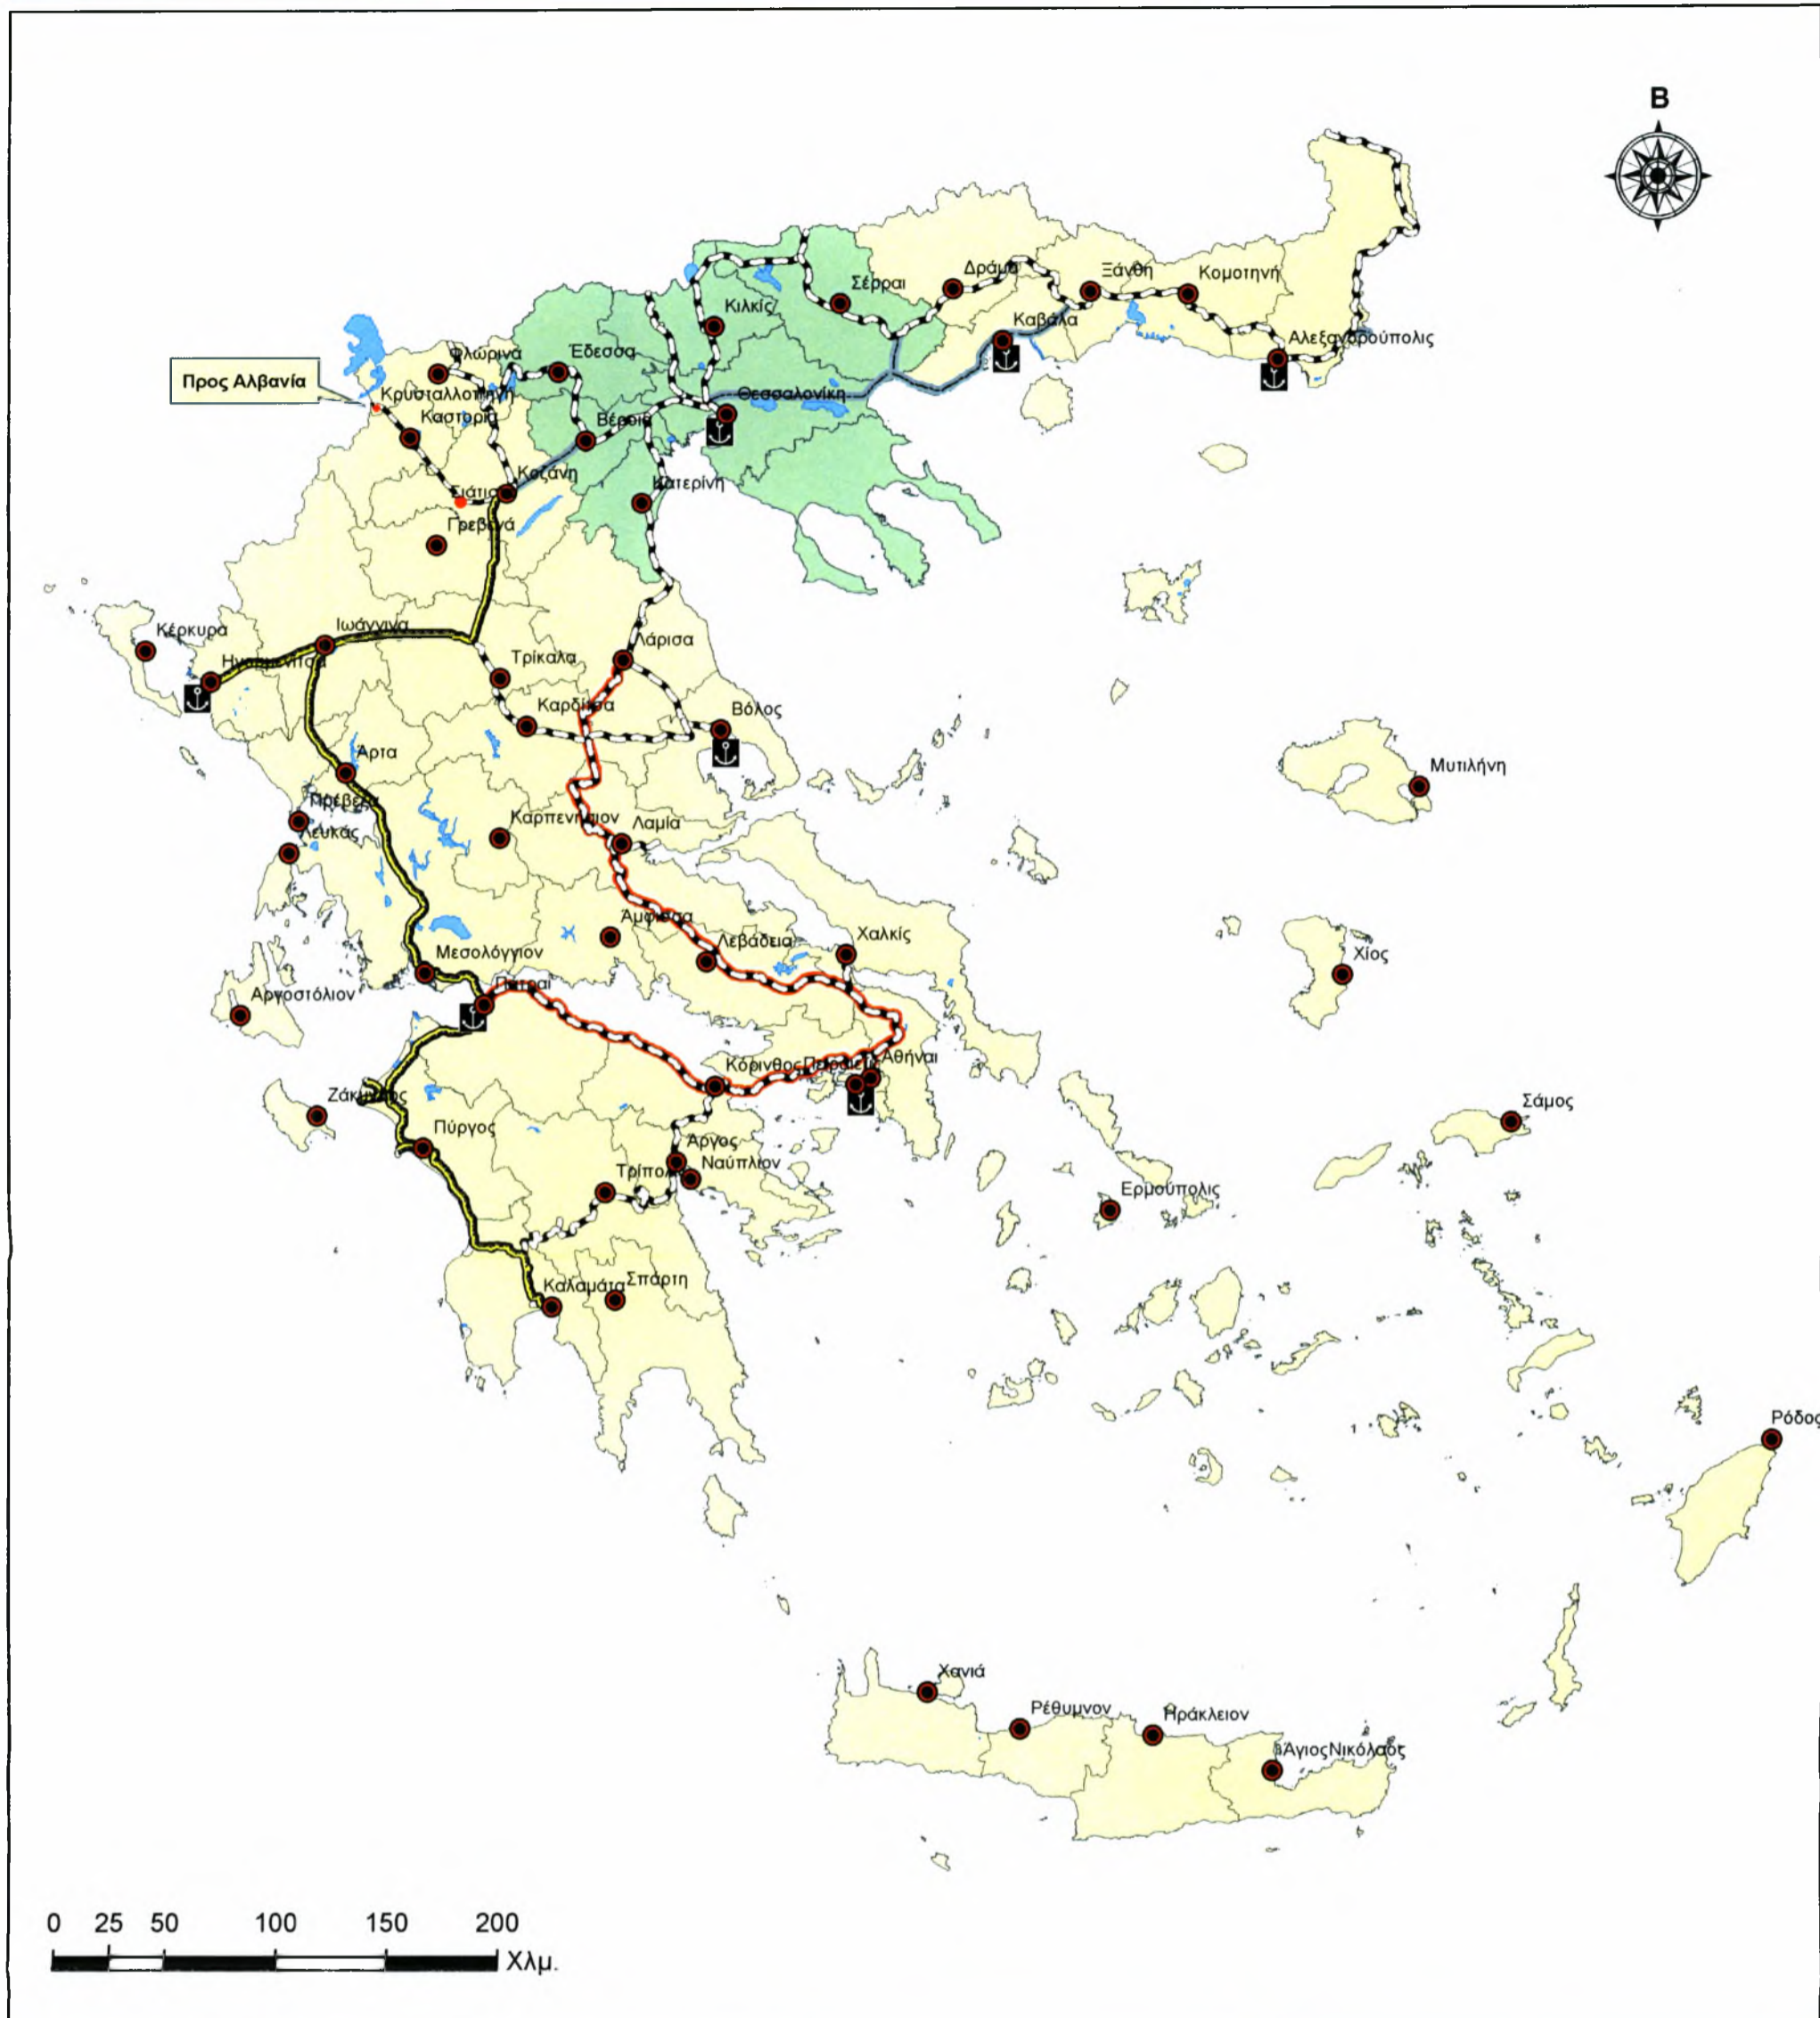 Β
Δράμα
Ξάνθη
Κομοτηνή
Σέρραι
Κιλκίς
Καβάλα
Αλεξανδρούπολις
Φλώρινα
Έδεσσα
Προς Αλβανία
Κρυσταλλοπηγή
Θεσσαλονίκη
Καστοριά
Βέροια
Κοζάνη
Κατερίνη
Σιάτισ
Γρεβενά
Ιωάννινα
Κέρκυρα
Λάρισα
Ηγουμενίτσα
Τρίκαλα
Καρδίτσα
Βόλος
Άρτα
Μυτιλήνη
Πρέβεζα
Καρπενήσιον
Λαμία
Λευκάς
Άμφισσα
Λεβάδεια
Χαλκίς
Μεσολόγγιον
Χίος
Πάτραι
Αργοστόλιον
Αθήναι
Κόρινθος
Πειραιεύς
Ζάκυνθος
Σάμος
Πύργος
Άργος
Ναύπλιον
Τρίπολις
Ερμούπολις
Καλαμάτα
Σπάρτη
Ρόδος
Χανιά
Ρέθυμνον
Ηράκλειον
ΆγιοςΝικόλαος
0 25 50 100 150 200
Χλμ.